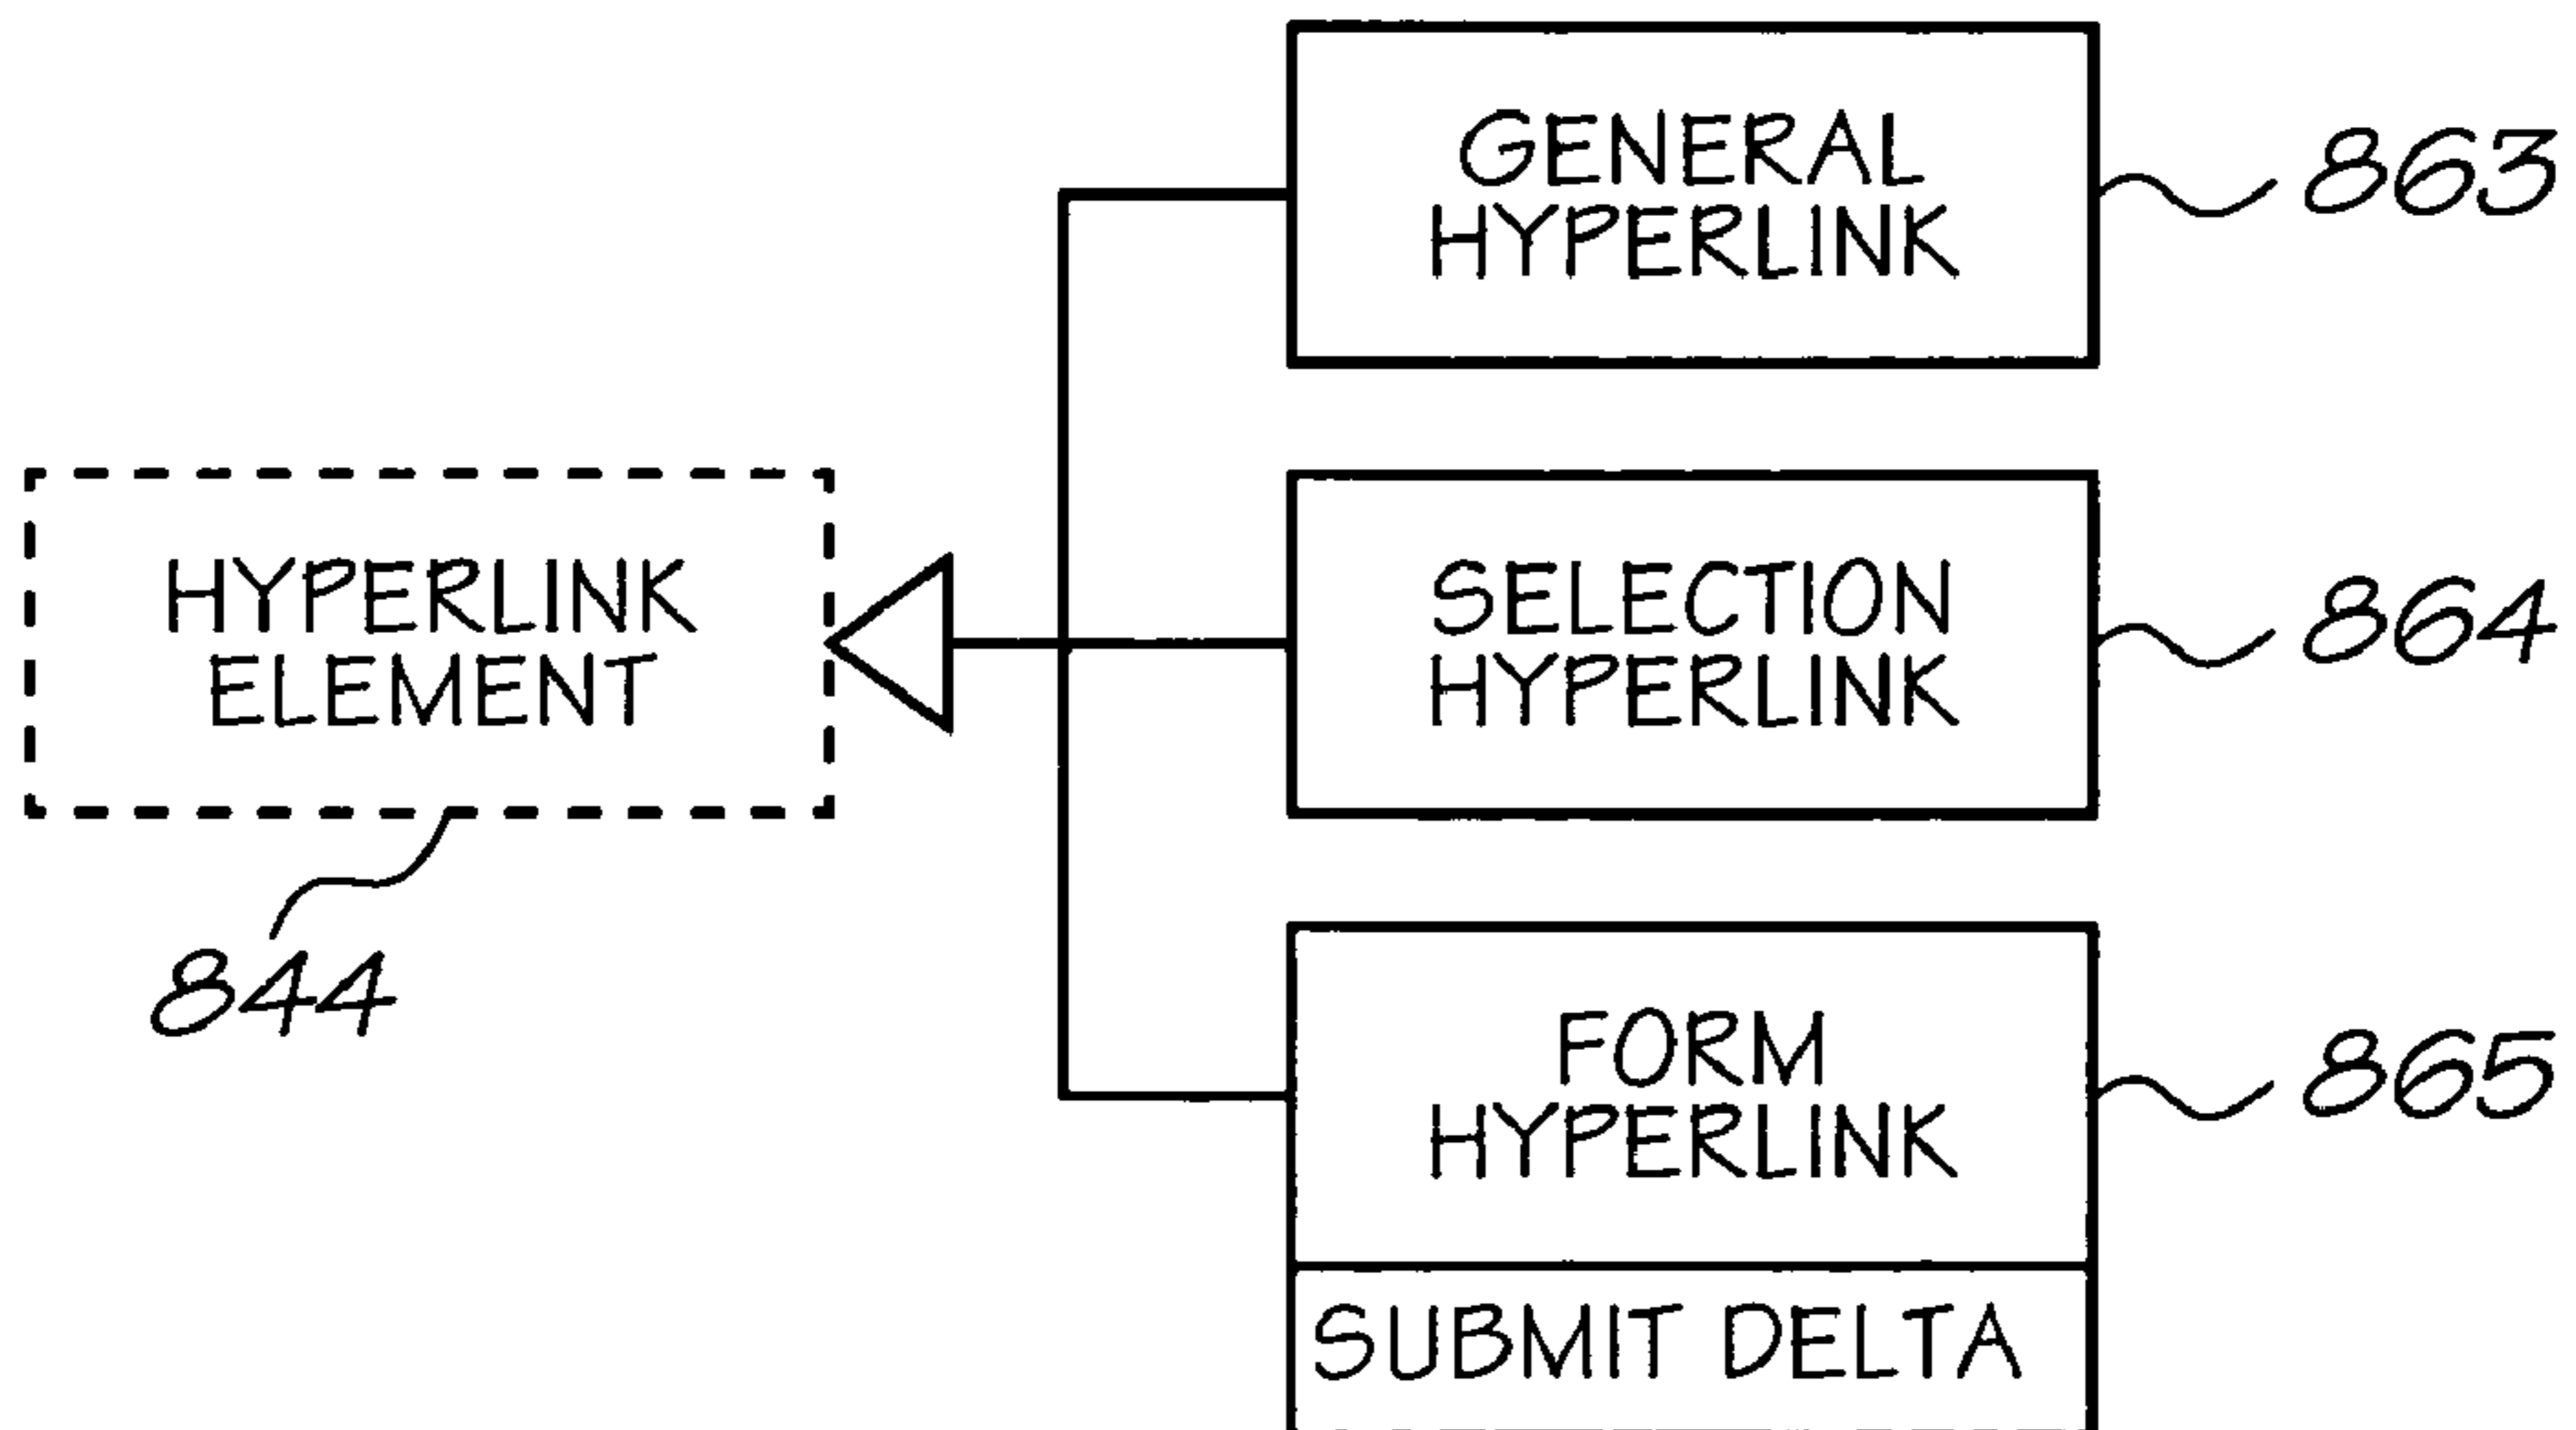 GENERAL
HYPERLINK
863
HYPERLINK
ELEMENT
844
SELECTION
HYPERLINK
864
FORM
HYPERLINK
865
SUBMIT DELTA